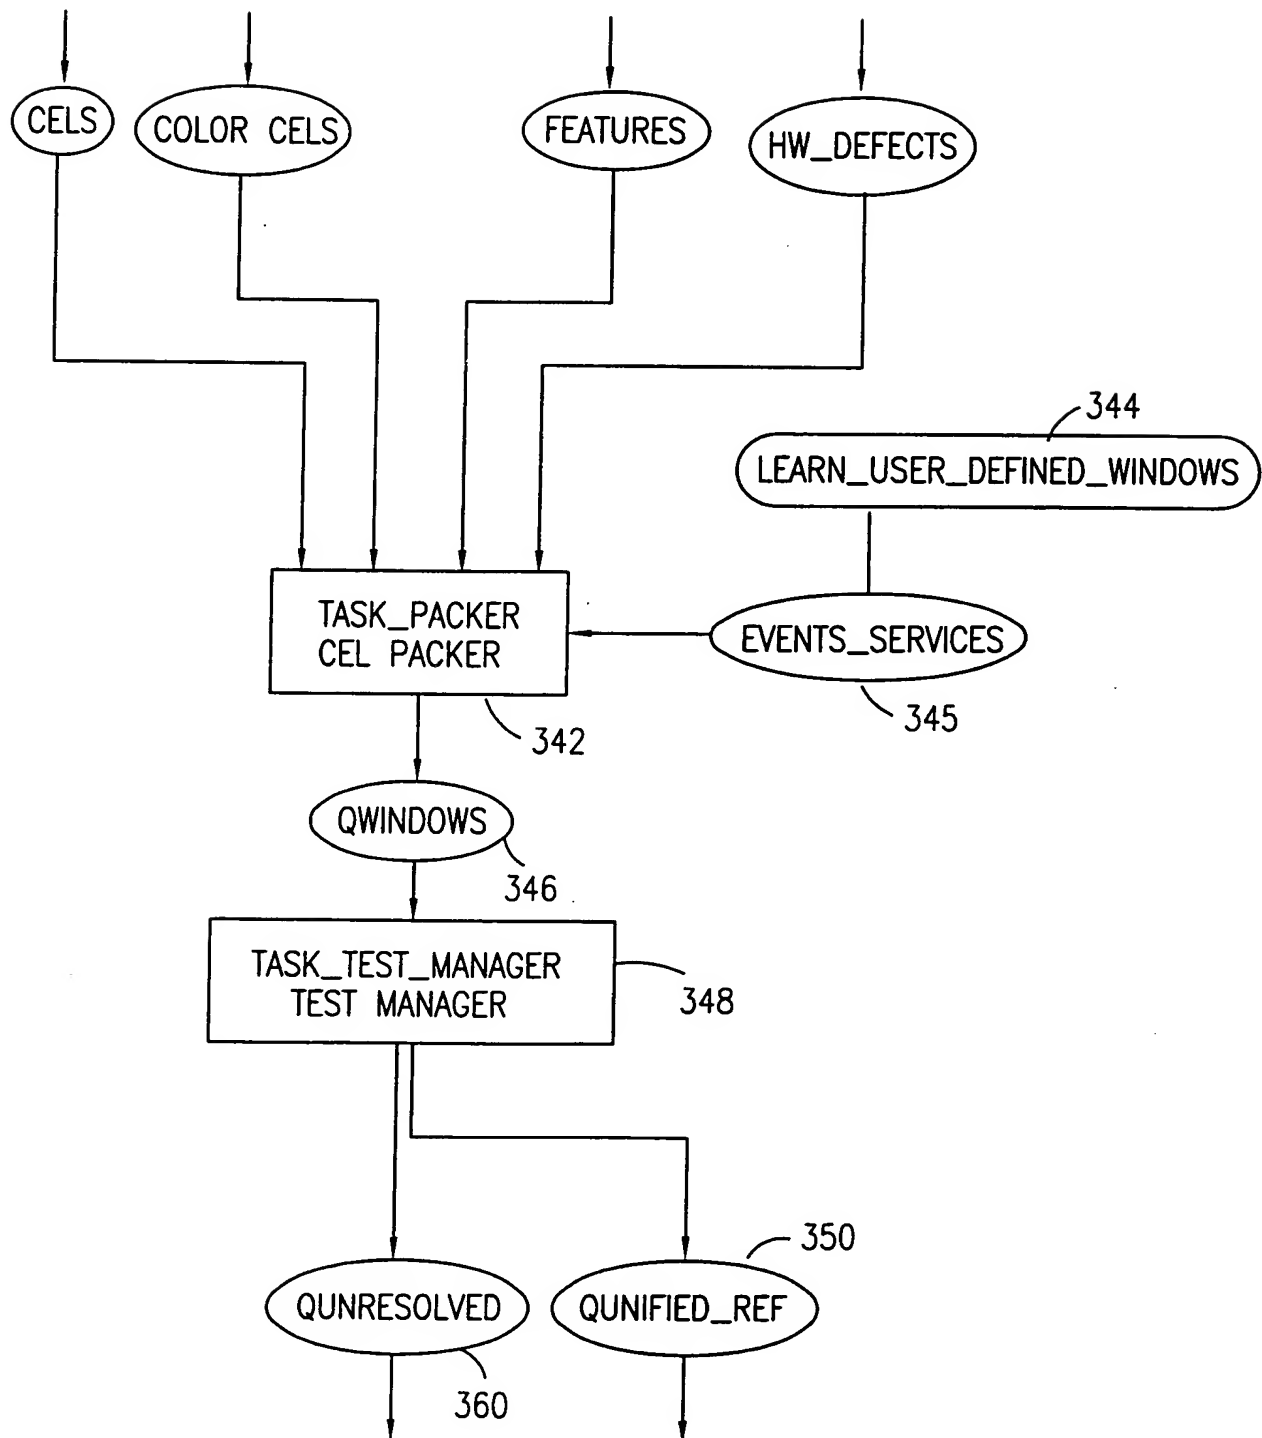 CELS
COLOR CELS
FEATURES
HW_DEFECTS
344
LEARN_USER_DEFINED_WINDOWS
TASK_PACKER
CEL PACKER
EVENTS_SERVICES
345
342
QWINDOWS
346
TASK_TEST_MANAGER
TEST MANAGER
348
350
QUNRESOLVED
QUNIFIED_REF
360